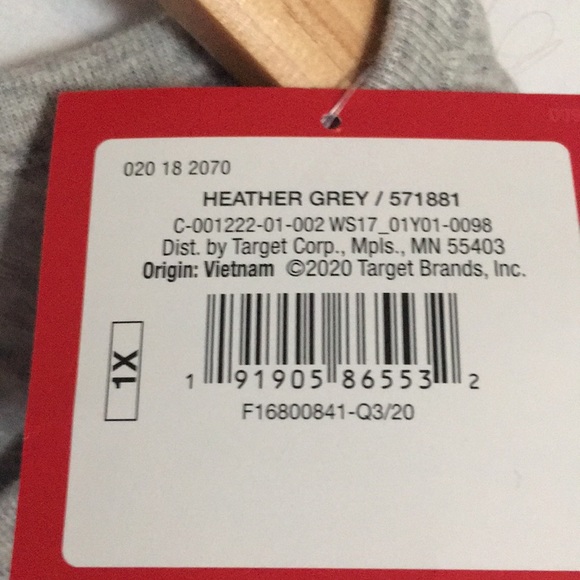 020 18 2070
HEATHER GREY / 571881
C-001222-01-002 WS17_01Y01-0098
Dist. by Target Corp., Mpls., MN 55403
Origin: Vietnam ©2020 Target Brands, Inc.
1X
1 91905 86553 2
F16800841-Q3/20